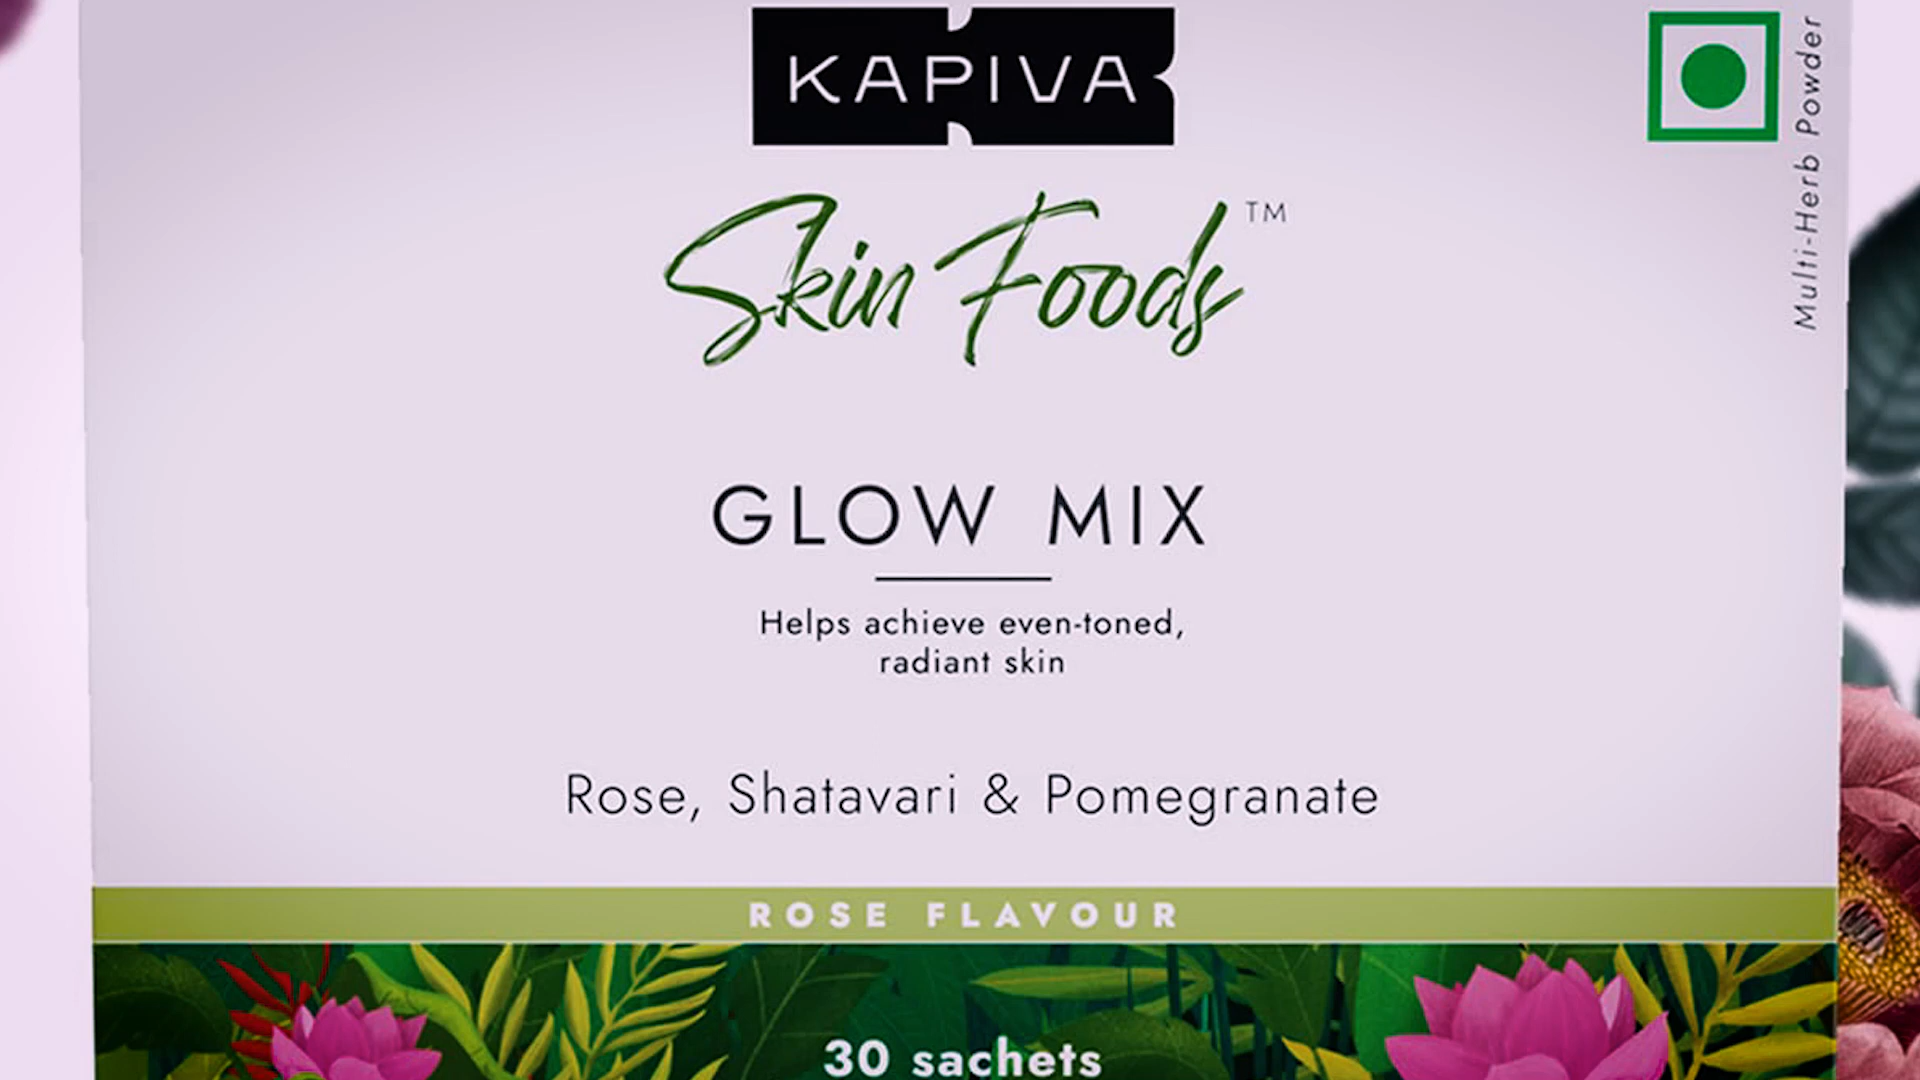 KAPIVA
Skin Foods™
Multi-Herb Powder
GLOW MIX
Helps achieve even-toned,
radiant skin
Rose, Shatavari & Pomegranate
ROSE FLAVOUR
30 sachets